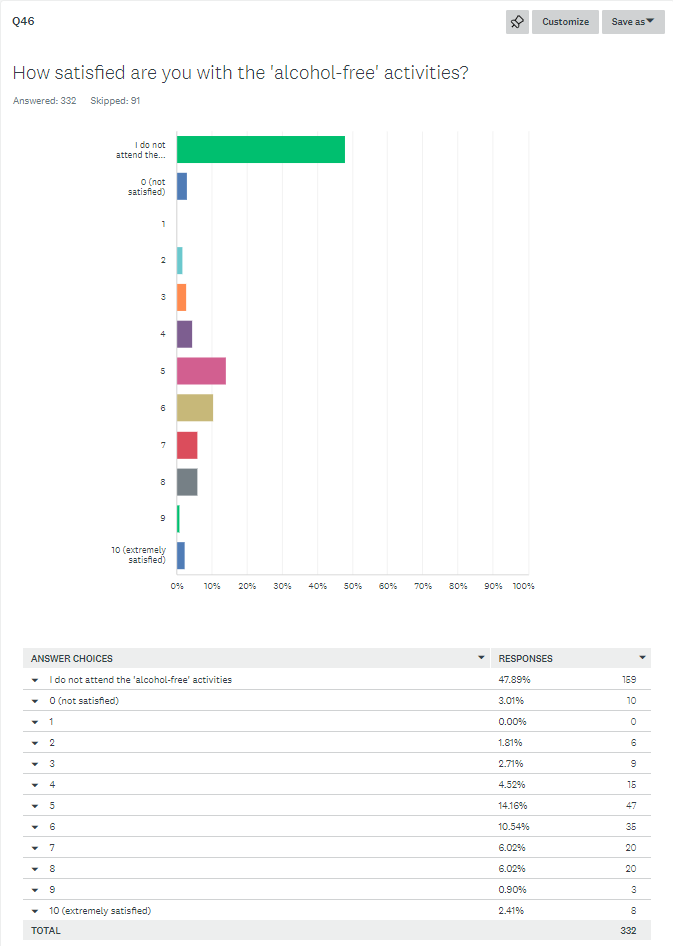 Q46
Customize
Save as
How satisfied are you with the 'alcohol-free' activities?
Answered: 332 Skipped: 91
I do not
attend the...
0 (not
satisfied)
1
2
3
4
5
6
7
8
9
10 (extremely
satisfied)
0% 10% 20% 30% 40% 50% 60% 70% 80% 90% 100%
ANSWER CHOICES RESPONSES
I do not attend the 'alcohol-free' activities 47.89% 159
0 (not satisfied) 3.01% 10
1 0.00% 0
2 1.81% 6
3 2.71% 9
4 4.52% 15
5 14.16% 47
6 10.54% 35
7 6.02% 20
8 6.02% 20
9 0.90% 3
10 (extremely satisfied) 2.41% 8
TOTAL 332